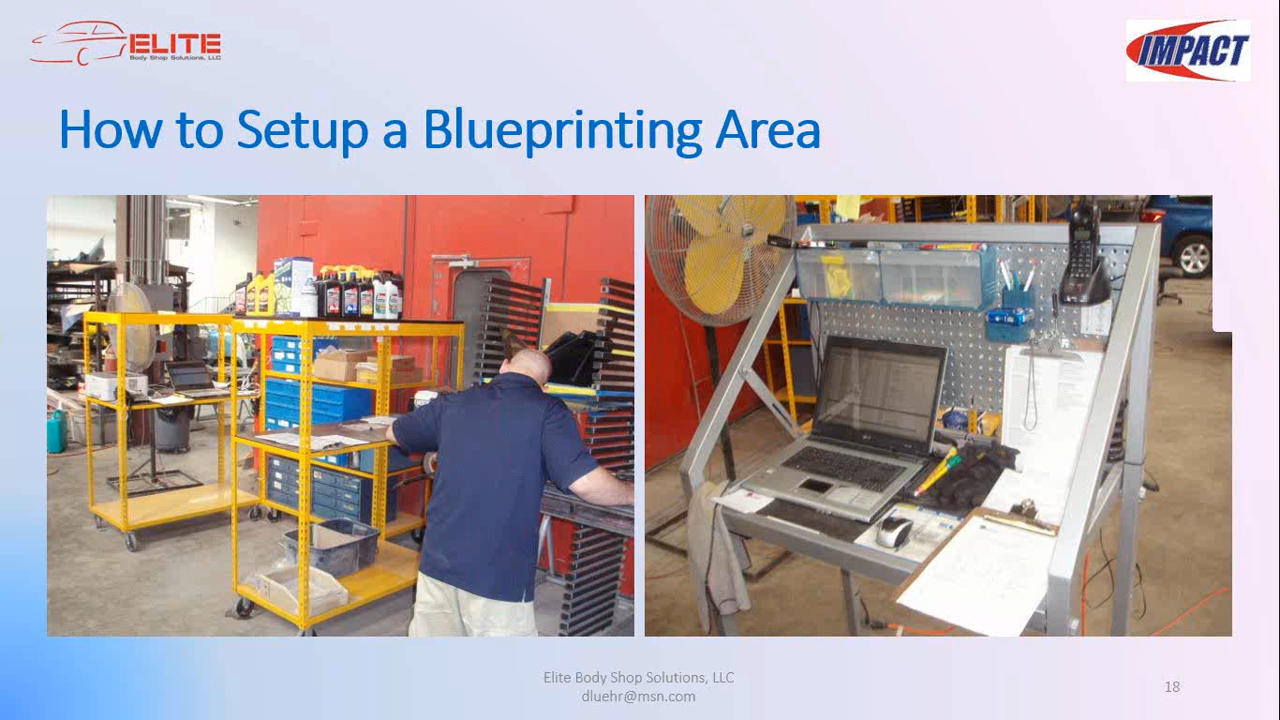 ELITE
Body Shop Solutions, LLC
IMPACT
How to Setup a Blueprinting Area
Elite Body Shop Solutions, LLC
dluehr@msn.com
18